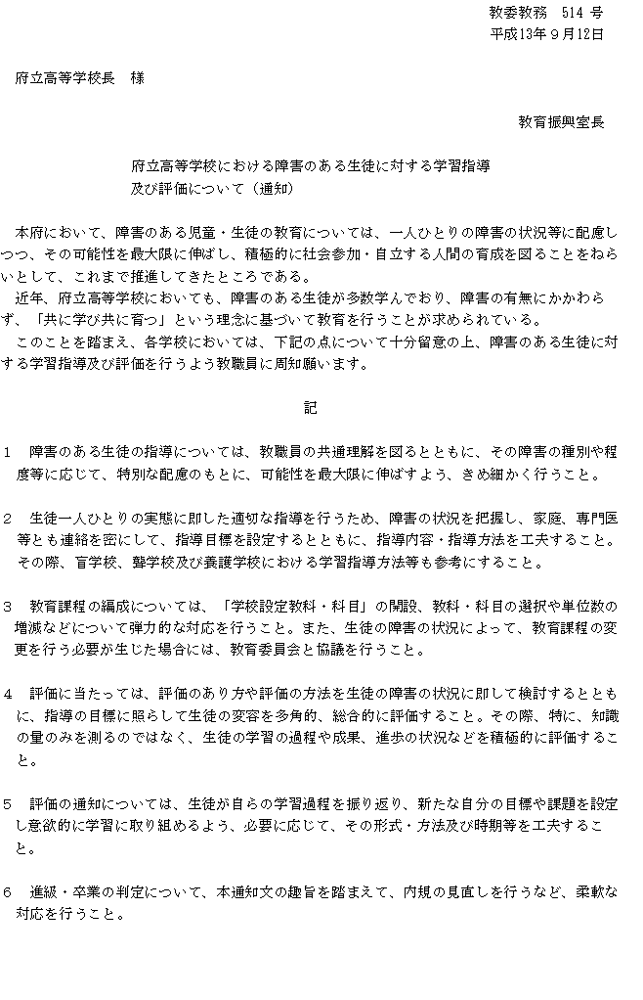 教委教務　514 号
平成13年９月12日
府立高等学校長　様
教育振興室長
府立高等学校における障害のある生徒に対する学習指導
及び評価について（通知）
本府において、障害のある児童・生徒の教育については、一人ひとりの障害の状況等に配慮し
つつ、その可能性を最大限に伸ばし、積極的に社会参加・自立する人間の育成を図ることをねら
いとして、これまで推進してきたところである。
近年、府立高等学校においても、障害のある生徒が多数学んでおり、障害の有無にかかわら
ず、「共に学び共に育つ」という理念に基づいて教育を行うことが求められている。
このことを踏まえ、各学校においては、下記の点について十分留意の上、障害のある生徒に対
する学習指導及び評価を行うよう教職員に周知願います。
記
１　障害のある生徒の指導については、教職員の共通理解を図るとともに、その障害の種別や程
度等に応じて、特別な配慮のもとに、可能性を最大限に伸ばすよう、きめ細かく行うこと。
２　生徒一人ひとりの実態に即した適切な指導を行うため、障害の状況を把握し、家庭、専門医
等とも連絡を密にして、指導目標を設定するとともに、指導内容・指導方法を工夫すること。
その際、盲学校、聾学校及び養護学校における学習指導方法等も参考にすること。
３　教育課程の編成については、「学校設定教科・科目」の開設、教科・科目の選択や単位数の
増減などについて弾力的な対応を行うこと。また、生徒の障害の状況によって、教育課程の変
更を行う必要が生じた場合には、教育委員会と協議を行うこと。
４　評価に当たっては、評価のあり方や評価の方法を生徒の障害の状況に即して検討するととも
に、指導の目標に照らして生徒の変容を多角的、総合的に評価すること。その際、特に、知識
の量のみを測るのではなく、生徒の学習の過程や成果、進歩の状況などを積極的に評価するこ
と。
５　評価の通知については、生徒が自らの学習過程を振り返り、新たな自分の目標や課題を設定
し意欲的に学習に取り組めるよう、必要に応じて、その形式・方法及び時期等を工夫するこ
と。
６　進級・卒業の判定について、本通知文の趣旨を踏まえて、内規の見直しを行うなど、柔軟な
対応を行うこと。